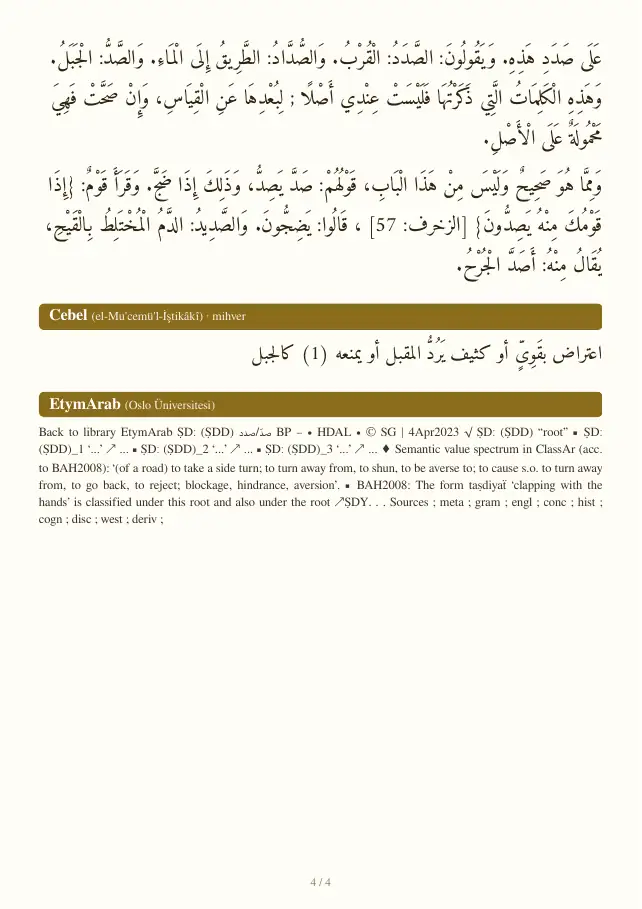 عَلَى صَدَدِ هَذِهِ. وَيَقُولُونَ: الصَّدَدُ: الْقُرْبُ. وَالصُّدَّادُ: الطَّرِيقُ إِلَى الْمَاءِ. وَالصَّدُّ: الْجَبَلُ.
وَهَذِهِ الْكَلِمَاتُ الَّتِي ذَكَرْتُهَا فَلَيْسَتْ عِنْدِي أَصْلًا ; لِبُعْدِهَا عَنِ الْقِيَاسِ، وَإِنْ صَحَّتْ فَهِيَ
مَحْمُولَةٌ عَلَى الْأَصْلِ.
وَمِمَّا هُوَ صَحِيحٌ وَلَيْسَ مِنْ هَذَا الْبَابِ، قَوْلُهُمْ: صَدَّ يَصِدُّ، وَذَلِكَ إِذَا ضَجَّ. وَقَرَأَ قَوْمٌ: {إِذَا
قَوْمُكَ مِنْهُ يَصِدُّونَ} [الزخرف: 57] ، قَالُوا: يَضِجُّونَ. وَالصَّدِيدُ: الدَّمُ الْمُخْتَلِطُ بِالْقَيْحِ،
يُقَالُ مِنْهُ: أَصَدَّ الْجُرْحُ.
Cebel (el-Mu'cemü'l-İştikâkî) · mihver
اعتراض بقَوِيٍّ أو كثيف يَرُدُّ المقبل أو يمنعه (1) كالجبل
EtymArab (Oslo Üniversitesi)
Back to library EtymArab ṢD: (ṢDD) صدّ/صدد BP – • HDAL • © SG | 4Apr2023 √ ṢD: (ṢDD) “root” ▪ ṢD:
(ṢDD)_1 ‘...’ ↗ ... ▪ ṢD: (ṢDD)_2 ‘...’ ↗ ... ▪ ṢD: (ṢDD)_3 ‘...’ ↗ ... ♦ Semantic value spectrum in ClassAr (acc.
to BAH2008): ‘(of a road) to take a side turn; to turn away from, to shun, to be averse to; to cause s.o. to turn away
from, to go back, to reject; blockage, hindrance, aversion’. ▪ BAH2008: The form taṣdiyaẗ ‘clapping with the
hands’ is classified under this root and also under the root ↗ṢDY. . . Sources ; meta ; gram ; engl ; conc ; hist ;
cogn ; disc ; west ; deriv ;
4 / 4